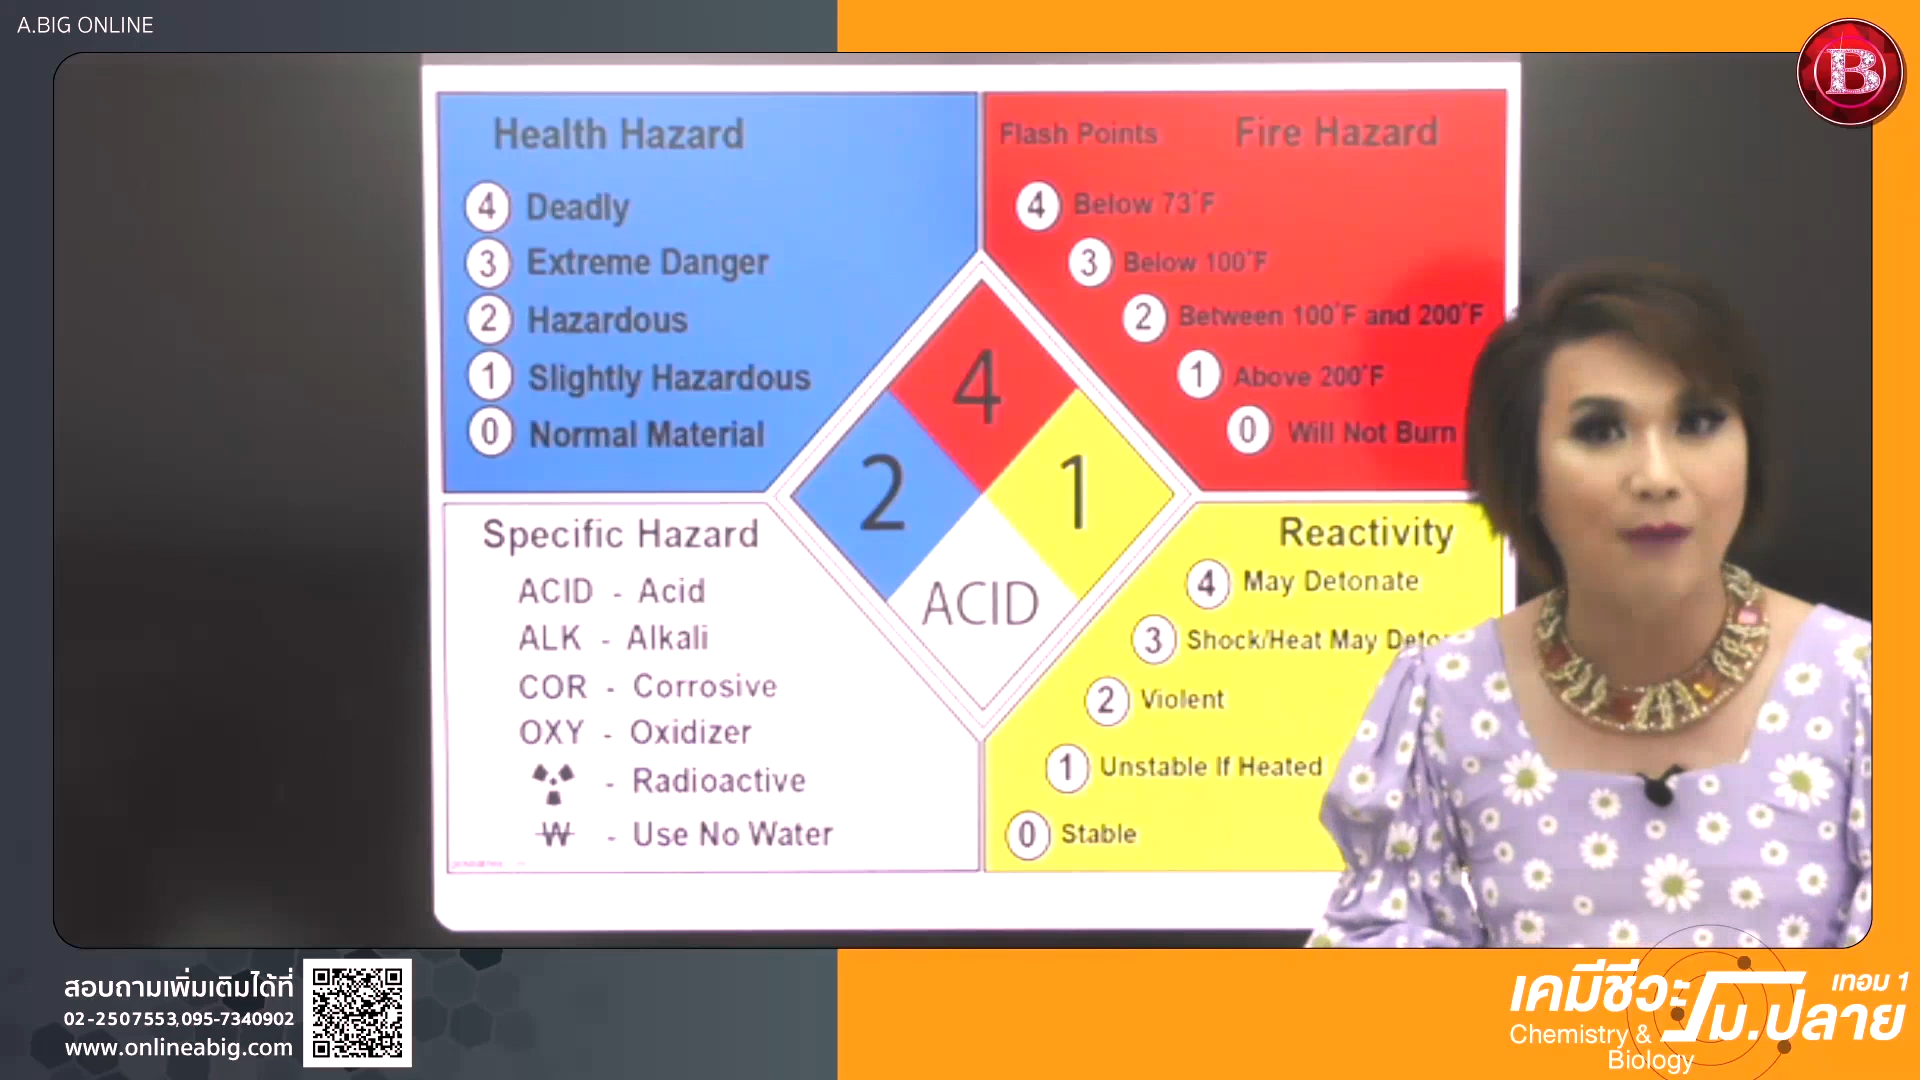 A.BIG ONLINE
B
Health Hazard
4 Deadly
3 Extreme Danger
2 Hazardous
1 Slightly Hazardous
0 Normal Material
Flash Points Fire Hazard
4 Below 73°F
3 Below 100°F
2 Between 100°F and 200°F
1 Above 200°F
0 Will Not Burn
4
2
1
ACID
Specific Hazard
ACID - Acid
ALK - Alkali
COR - Corrosive
OXY - Oxidizer
- Radioactive
W - Use No Water
Reactivity
4 May Detonate
3 Shock/Heat May
2 Violent
1 Unstable If Heated
0 Stable
สอบถามเพิ่มเติมได้ที่
02-2507553,095-7340902
www.onlineabig.com
เคมีชีวะ ม.ปลาย เทอม 1
Chemistry &
Biology